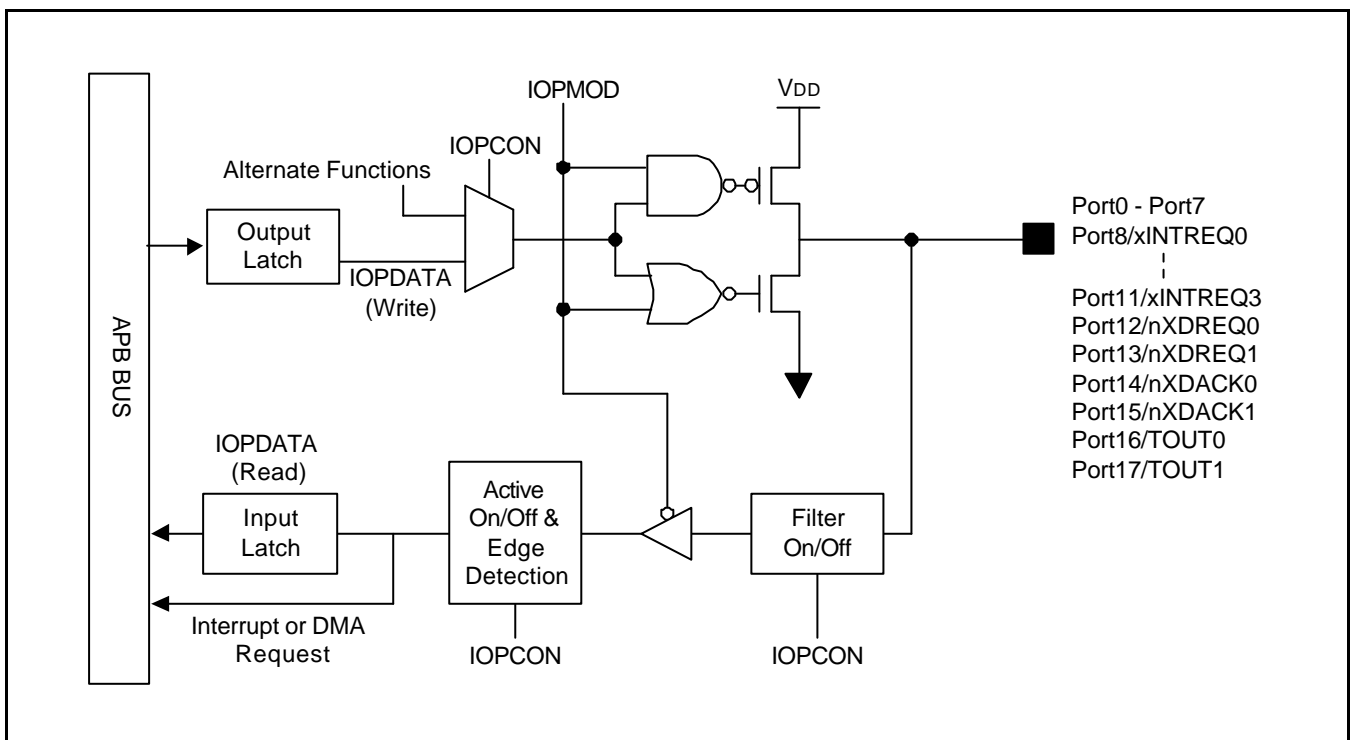 IOPMOD
VDD
IOPCON
Alternate Functions
Output
Latch
IOPDATA
(Write)
APB BUS
Port0 - Port7
Port8/xINTREQ0
Port11/xINTREQ3
Port12/nXDREQ0
Port13/nXDREQ1
Port14/nXDACK0
Port15/nXDACK1
Port16/TOUT0
Port17/TOUT1
IOPDATA
(Read)
Input
Latch
Active
On/Off &
Edge
Detection
Filter
On/Off
Interrupt or DMA
Request
IOPCON
IOPCON